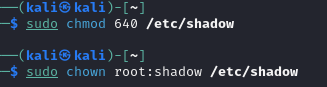 ──(kali㉿kali)-[~]
─$ sudo chmod 640 /etc/shadow
──(kali㉿kali)-[~]
─$ sudo chown root:shadow /etc/shadow